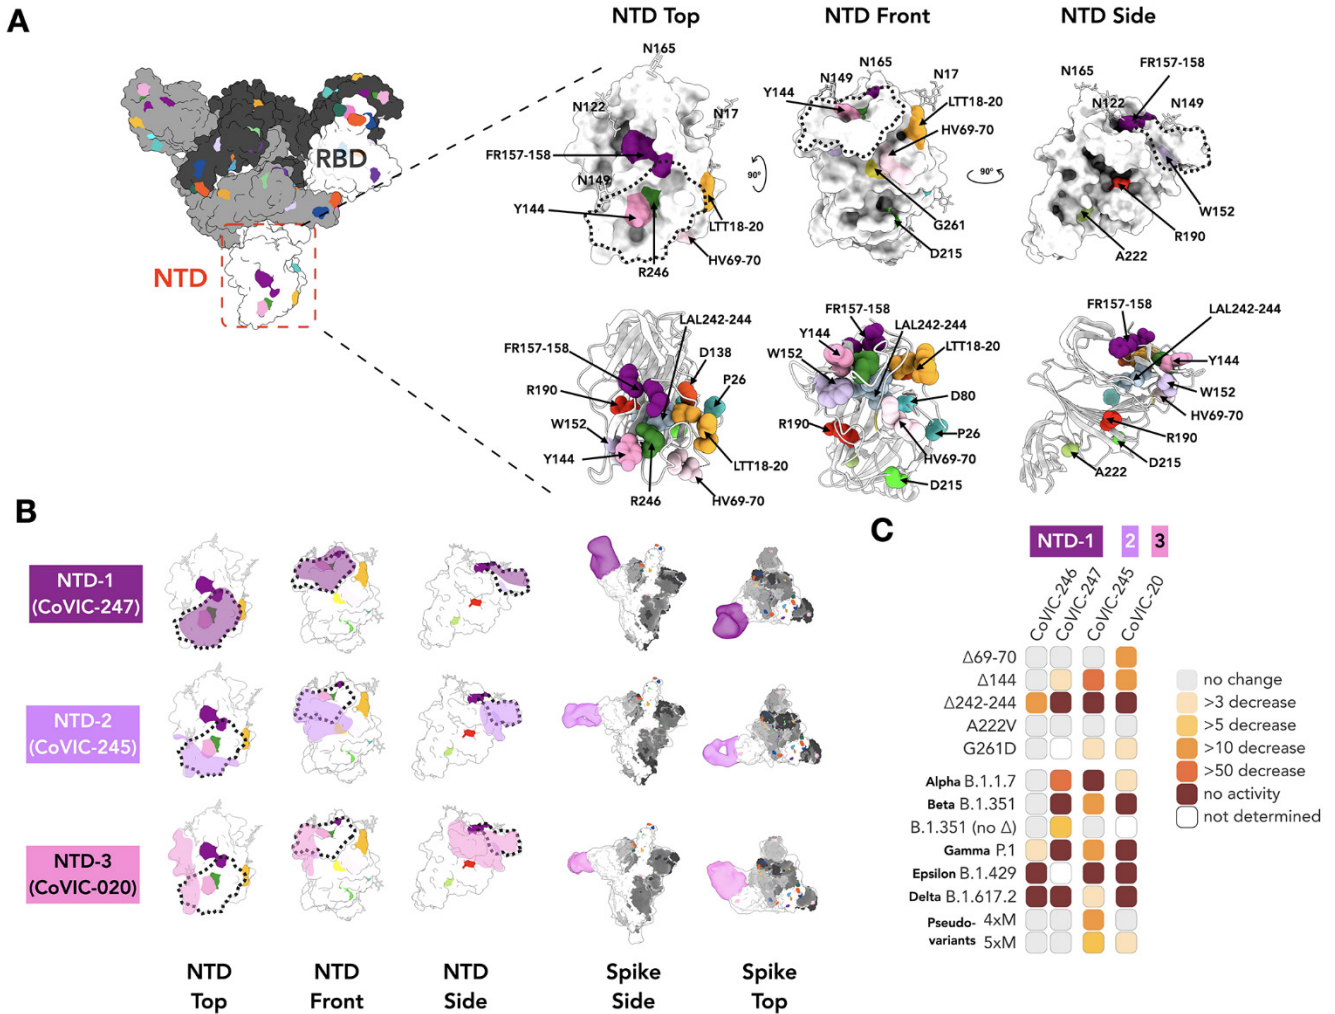 A
NTD Top
NTD Front
NTD Side
RBD
NTD
N165
N122
N17
FR157-158
N149
Y144
LTT18-20
HV69-70
R246
90°
N165
N149
N17
Y144
LTT18-20
HV69-70
G261
D215
90°
N165
FR157-158
N122
N149
W152
R190
A222
LAL242-244
FR157-158
D138
P26
R190
W152
Y144
LTT18-20
R246
HV69-70
FR157-158
LAL242-244
Y144
LTT18-20
W152
D80
R190
P26
HV69-70
D215
FR157-158
LAL242-244
Y144
W152
HV69-70
R190
D215
A222
B
NTD-1
(CoVIC-247)
NTD-2
(CoVIC-245)
NTD-3
(CoVIC-020)
NTD
Top
NTD
Front
NTD
Side
Spike
Side
Spike
Top
C
NTD-1
2
3
CoVIC-246
CoVIC-247
CoVIC-245
CoVIC-20
Δ69-70
Δ144
Δ242-244
A222V
G261D
Alpha B.1.1.7
Beta B.1.351
B.1.351 (no Δ)
Gamma P.1
Epsilon B.1.429
Delta B.1.617.2
Pseudo- 4xM
variants 5xM
no change
>3 decrease
>5 decrease
>10 decrease
>50 decrease
no activity
not determined